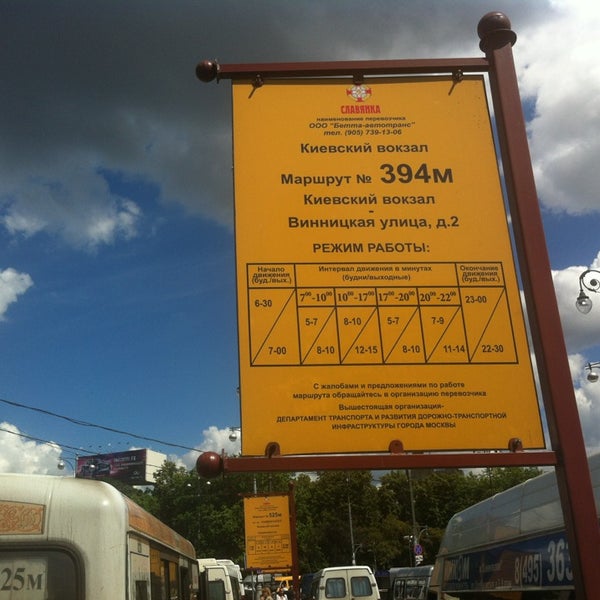 СЛАВЯНКА
наименование перевозчика
ООО "Бетта-автотранс"
тел. (905) 739-13-06
Киевский вокзал
Маршрут № 394м
Киевский вокзал
-
Винницкая улица, д.2
РЕЖИМ РАБОТЫ:
Начало движения (буд./вых.)
Интервал движения в минутах (будни/выходные)
Окончание движения (буд./вых.)
7⁰⁰-10⁰⁰ 10⁰⁰-17⁰⁰ 17⁰⁰-20⁰⁰ 20⁰⁰-22⁰⁰
6-30 5-7 8-10 5-7 7-9 23-00
7-00 8-10 12-15 8-10 11-14 22-30
С жалобами и предложениями по работе
маршрута обращайтесь в организацию перевозчика
Вышестоящая организация-
ДЕПАРТАМЕНТ ТРАНСПОРТА И РАЗВИТИЯ ДОРОЖНО-ТРАНСПОРТНОЙ
ИНФРАСТРУКТУРЫ ГОРОДА МОСКВЫ
525м
25м
8(495) 363